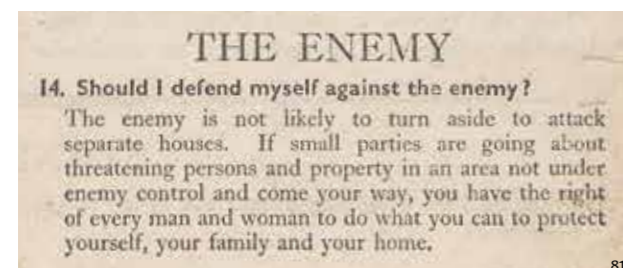 THE ENEMY
14. Should I defend myself against the enemy?
The enemy is not likely to turn aside to attack
separate houses. If small parties are going about
threatening persons and property in an area not under
enemy control and come your way, you have the right
of every man and woman to do what you can to protect
yourself, your family and your home.
81